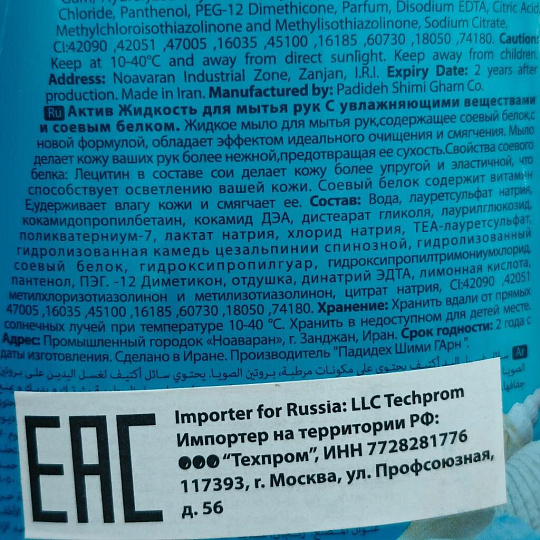 Chloride, Panthenol, PEG-12 Dimethicone, Parfum, Disodium EDTA, Citric Acid
Methylchloroisothiazolinone and Methylisothiazolinone, Sodium Citrate,
CI:42090 ,42051 ,47005 ,16035 ,45100 ,16185 ,60730 ,18050 ,74180. Caution:
Keep at 10-40°C and away from direct sunlight. Keep away from children.
Address: Noavaran Industrial Zone, Zanjan, I.R.I. Expiry Date: 2 years after
production. Made in Iran. Manufactured by: Padideh Shimi Gharn Co.
Ru Актив Жидкость для мытья рук С увлажняющими веществами
и соевым белком. Жидкое мыло для мытья рук,содержащее соевый белок,с
новой формулой, обладает эффектом идеального очищения и смягчения. Мыло
делает кожу ваших рук более нежной,предотвращая ее сухость.Свойства соевого
белка: Лецитин в составе сои делает кожу более упругой и эластичной, что
способствует осветлению вашей кожи. Соевый белок содержит витамин
Е,удерживает влагу кожи и смягчает ее. Состав: Вода, лауретсульфат натрия,
кокамидопропилбетаин, кокамид ДЭА, дистеарат гликоля, лаурилглюкозид,
поликватерниум-7, лактат натрия, хлорид натрия, ТЕА-лауретсульфат,
гидролизованная камедь цезальпинии спинозной, гидролизованный
соевый белок, гидроксипропилгуар, гидроксипропилтримониумхлорид,
пантенол, ПЭГ. -12 Диметикон, отдушка, динатрий ЭДТА, лимонная кислота,
метилхлоризотиазолинон и метилизотиазолинон, цитрат натрия, CI:42090 ,42051
,47005 ,16035 ,45100 ,16185 ,60730 ,18050 ,74180. Хранение: Хранить вдали от прямых
солнечных лучей при температуре 10-40 °C. Хранить в недоступном для детей месте.
Адрес: Промышленный городок «Ноаваран», г. Занджан, Иран. Срок годности: 2 года с
даты изготовления. Сделано в Иране. Производитель "Падидех Шими ГАрн ".
Ar
EAC
Importer for Russia: LLC Techprom
Импортер на территории РФ:
ООО "Техпром", ИНН 7728281776
117393, г. Москва, ул. Профсоюзная,
д. 56